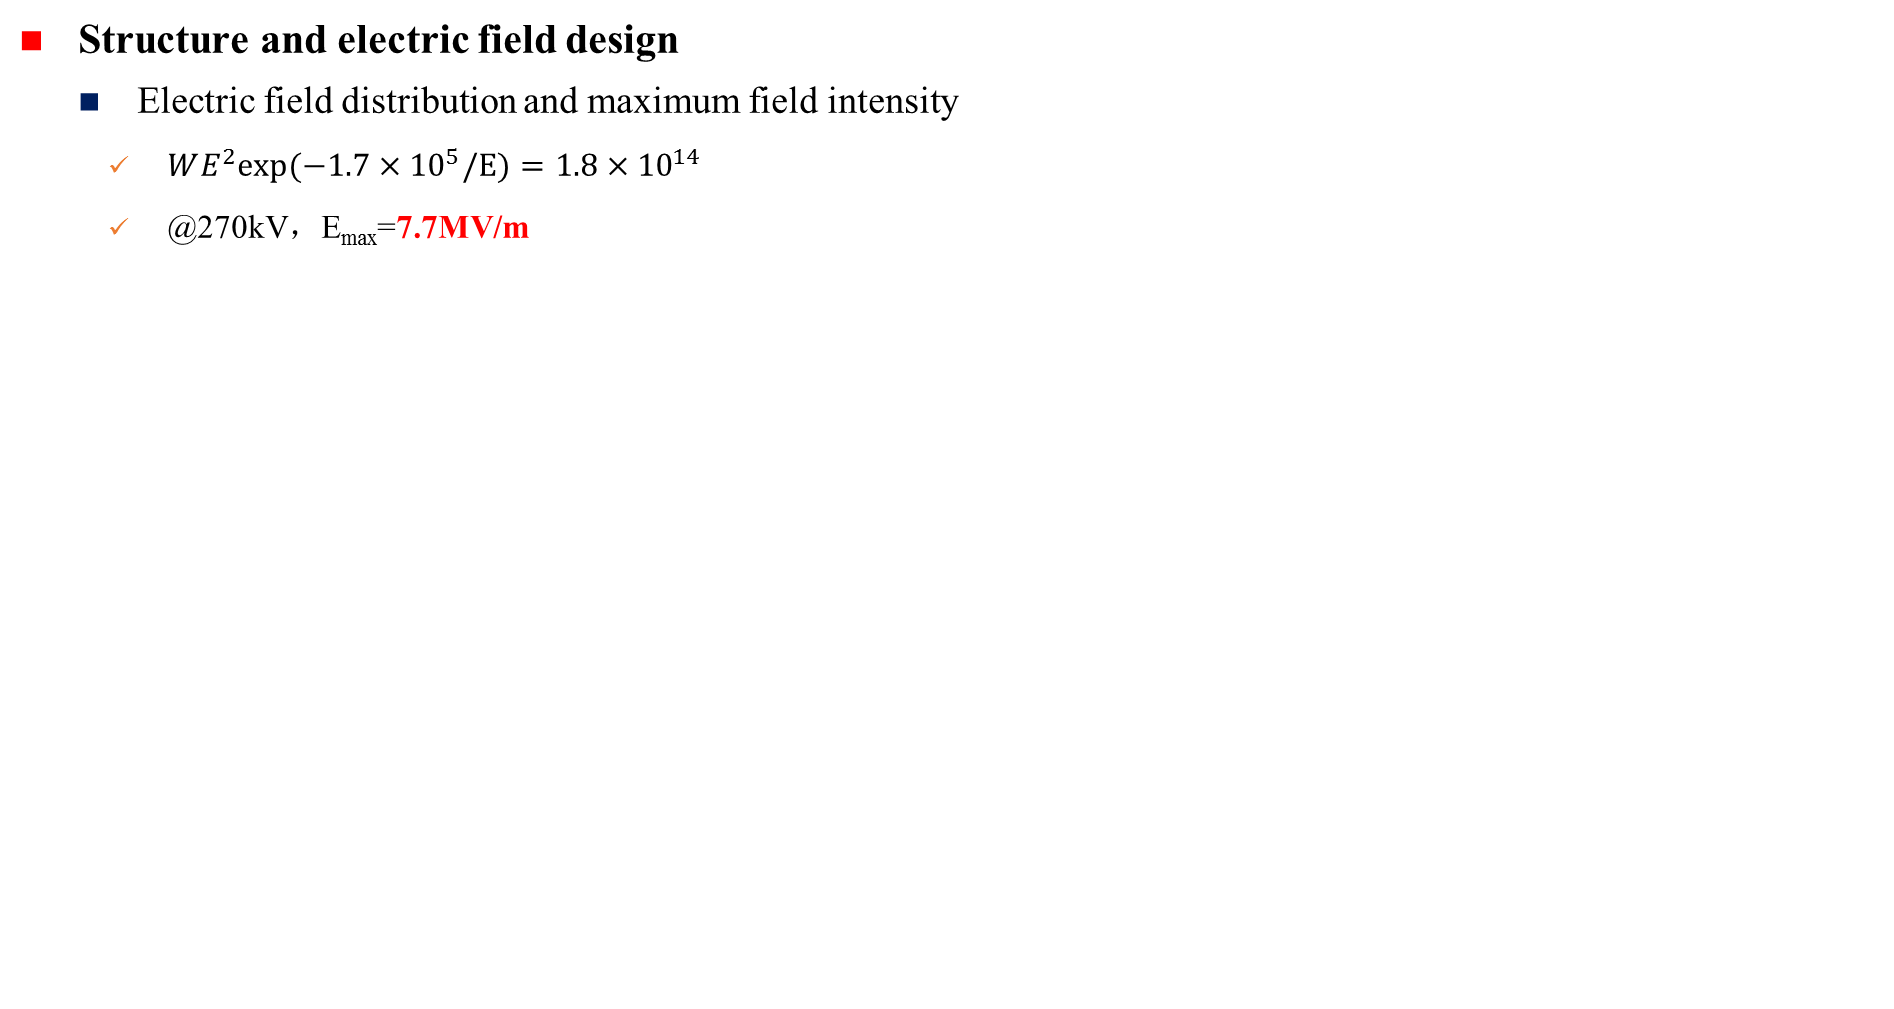 Structure and electric field design
Electric field distribution and maximum field intensity
WE²exp(−1.7 × 10⁵/E) = 1.8 × 10¹⁴
@270kV，Emax=7.7MV/m